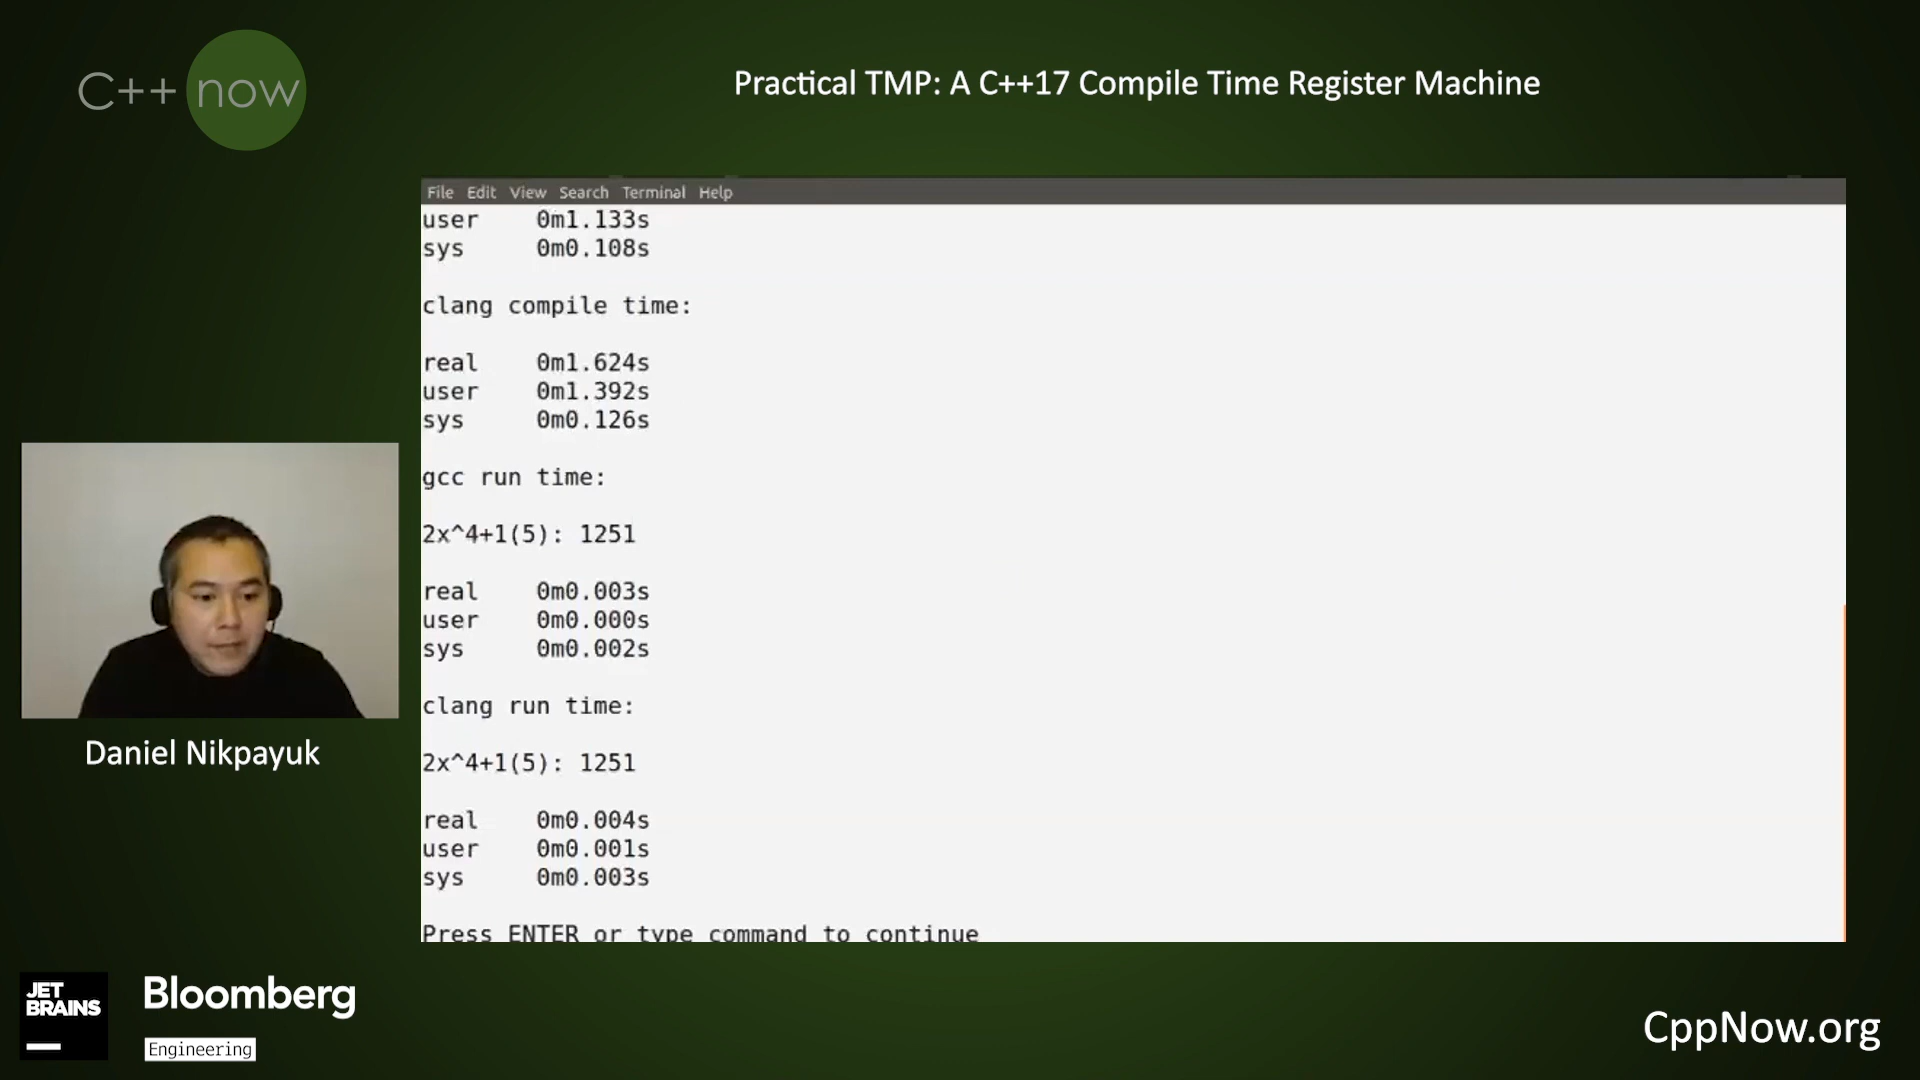 C++ now
Practical TMP: A C++17 Compile Time Register Machine
File Edit View Search Terminal Help
user 0m1.133s
sys 0m0.108s
clang compile time:
real 0m1.624s
user 0m1.392s
sys 0m0.126s
gcc run time:
2x^4+1(5): 1251
real 0m0.003s
user 0m0.000s
sys 0m0.002s
clang run time:
2x^4+1(5): 1251
real 0m0.004s
user 0m0.001s
sys 0m0.003s
Press ENTER or type command to continue
Daniel Nikpayuk
JET
BRAINS
Bloomberg
Engineering
CppNow.org